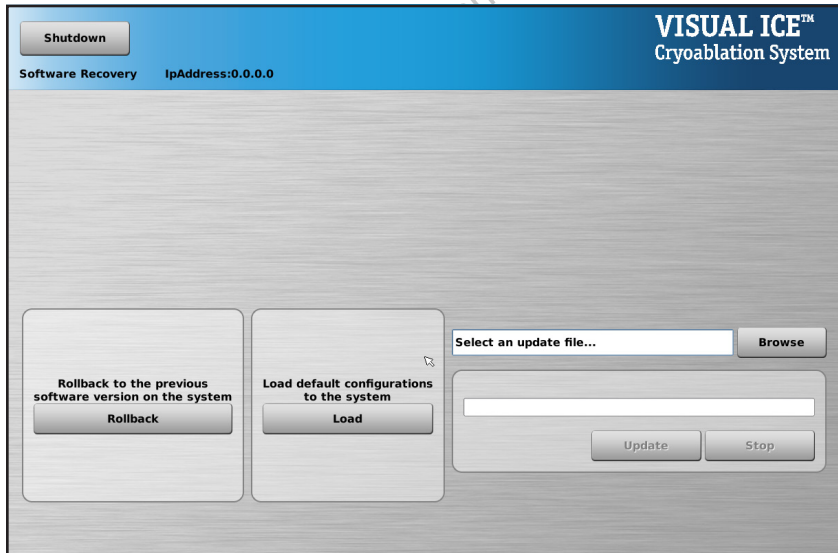 Shutdown
VISUAL ICE™
Cryoablation System
Software Recovery IpAddress:0.0.0.0
Select an update file...
Browse
Rollback to the previous
software version on the system
Rollback
Load default configurations
to the system
Load
Update
Stop